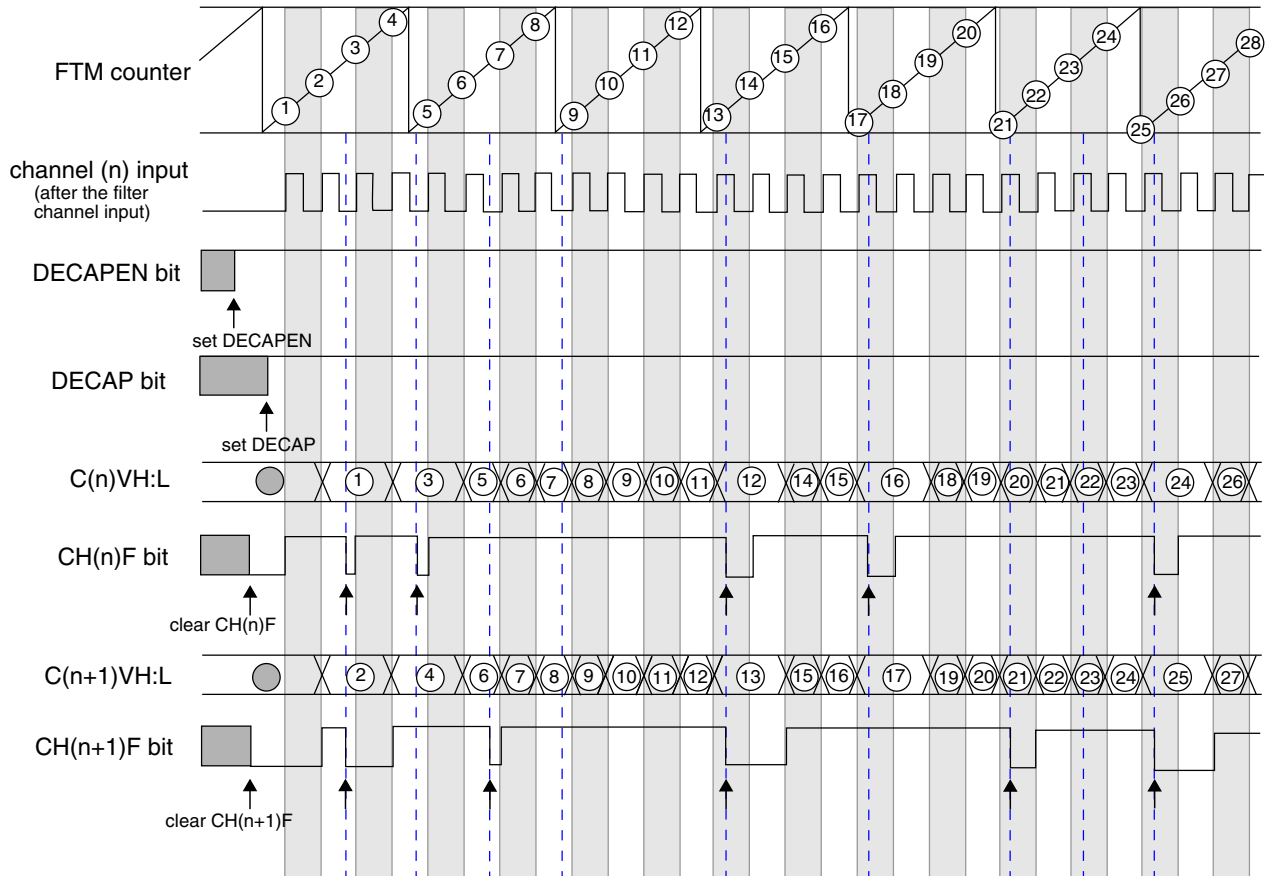 4 8 12 16 20 24 28
3 7 11 15 19 23 27
FTM counter
2 6 10 14 18 22 26
1 5 9 13 17 21 25
channel (n) input
(after the filter
channel input)
DECAPEN bit
set DECAPEN
DECAP bit
set DECAP
C(n)VH:L 1 3 5 6 7 8 9 10 11 12 14 15 16 18 19 20 21 22 23 24 26
CH(n)F bit
clear CH(n)F
C(n+1)VH:L 2 4 6 7 8 9 10 11 12 13 15 16 17 19 20 21 22 23 24 25 27
CH(n+1)F bit
clear CH(n+1)F